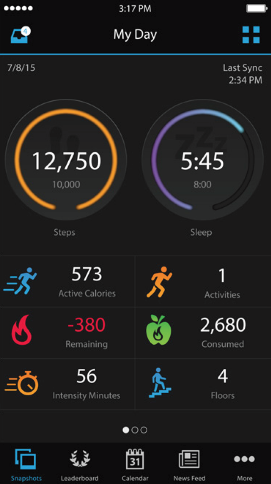 3:17 PM
4
My Day
7/8/15
Last Sync
2:34 PM
12,750
10,000
Steps
5:45
8:00
Sleep
573
Active Calories
1
Activities
-380
Remaining
2,680
Consumed
56
Intensity Minutes
4
Floors
31
Snapshots
Leaderboard
Calendar
News Feed
More